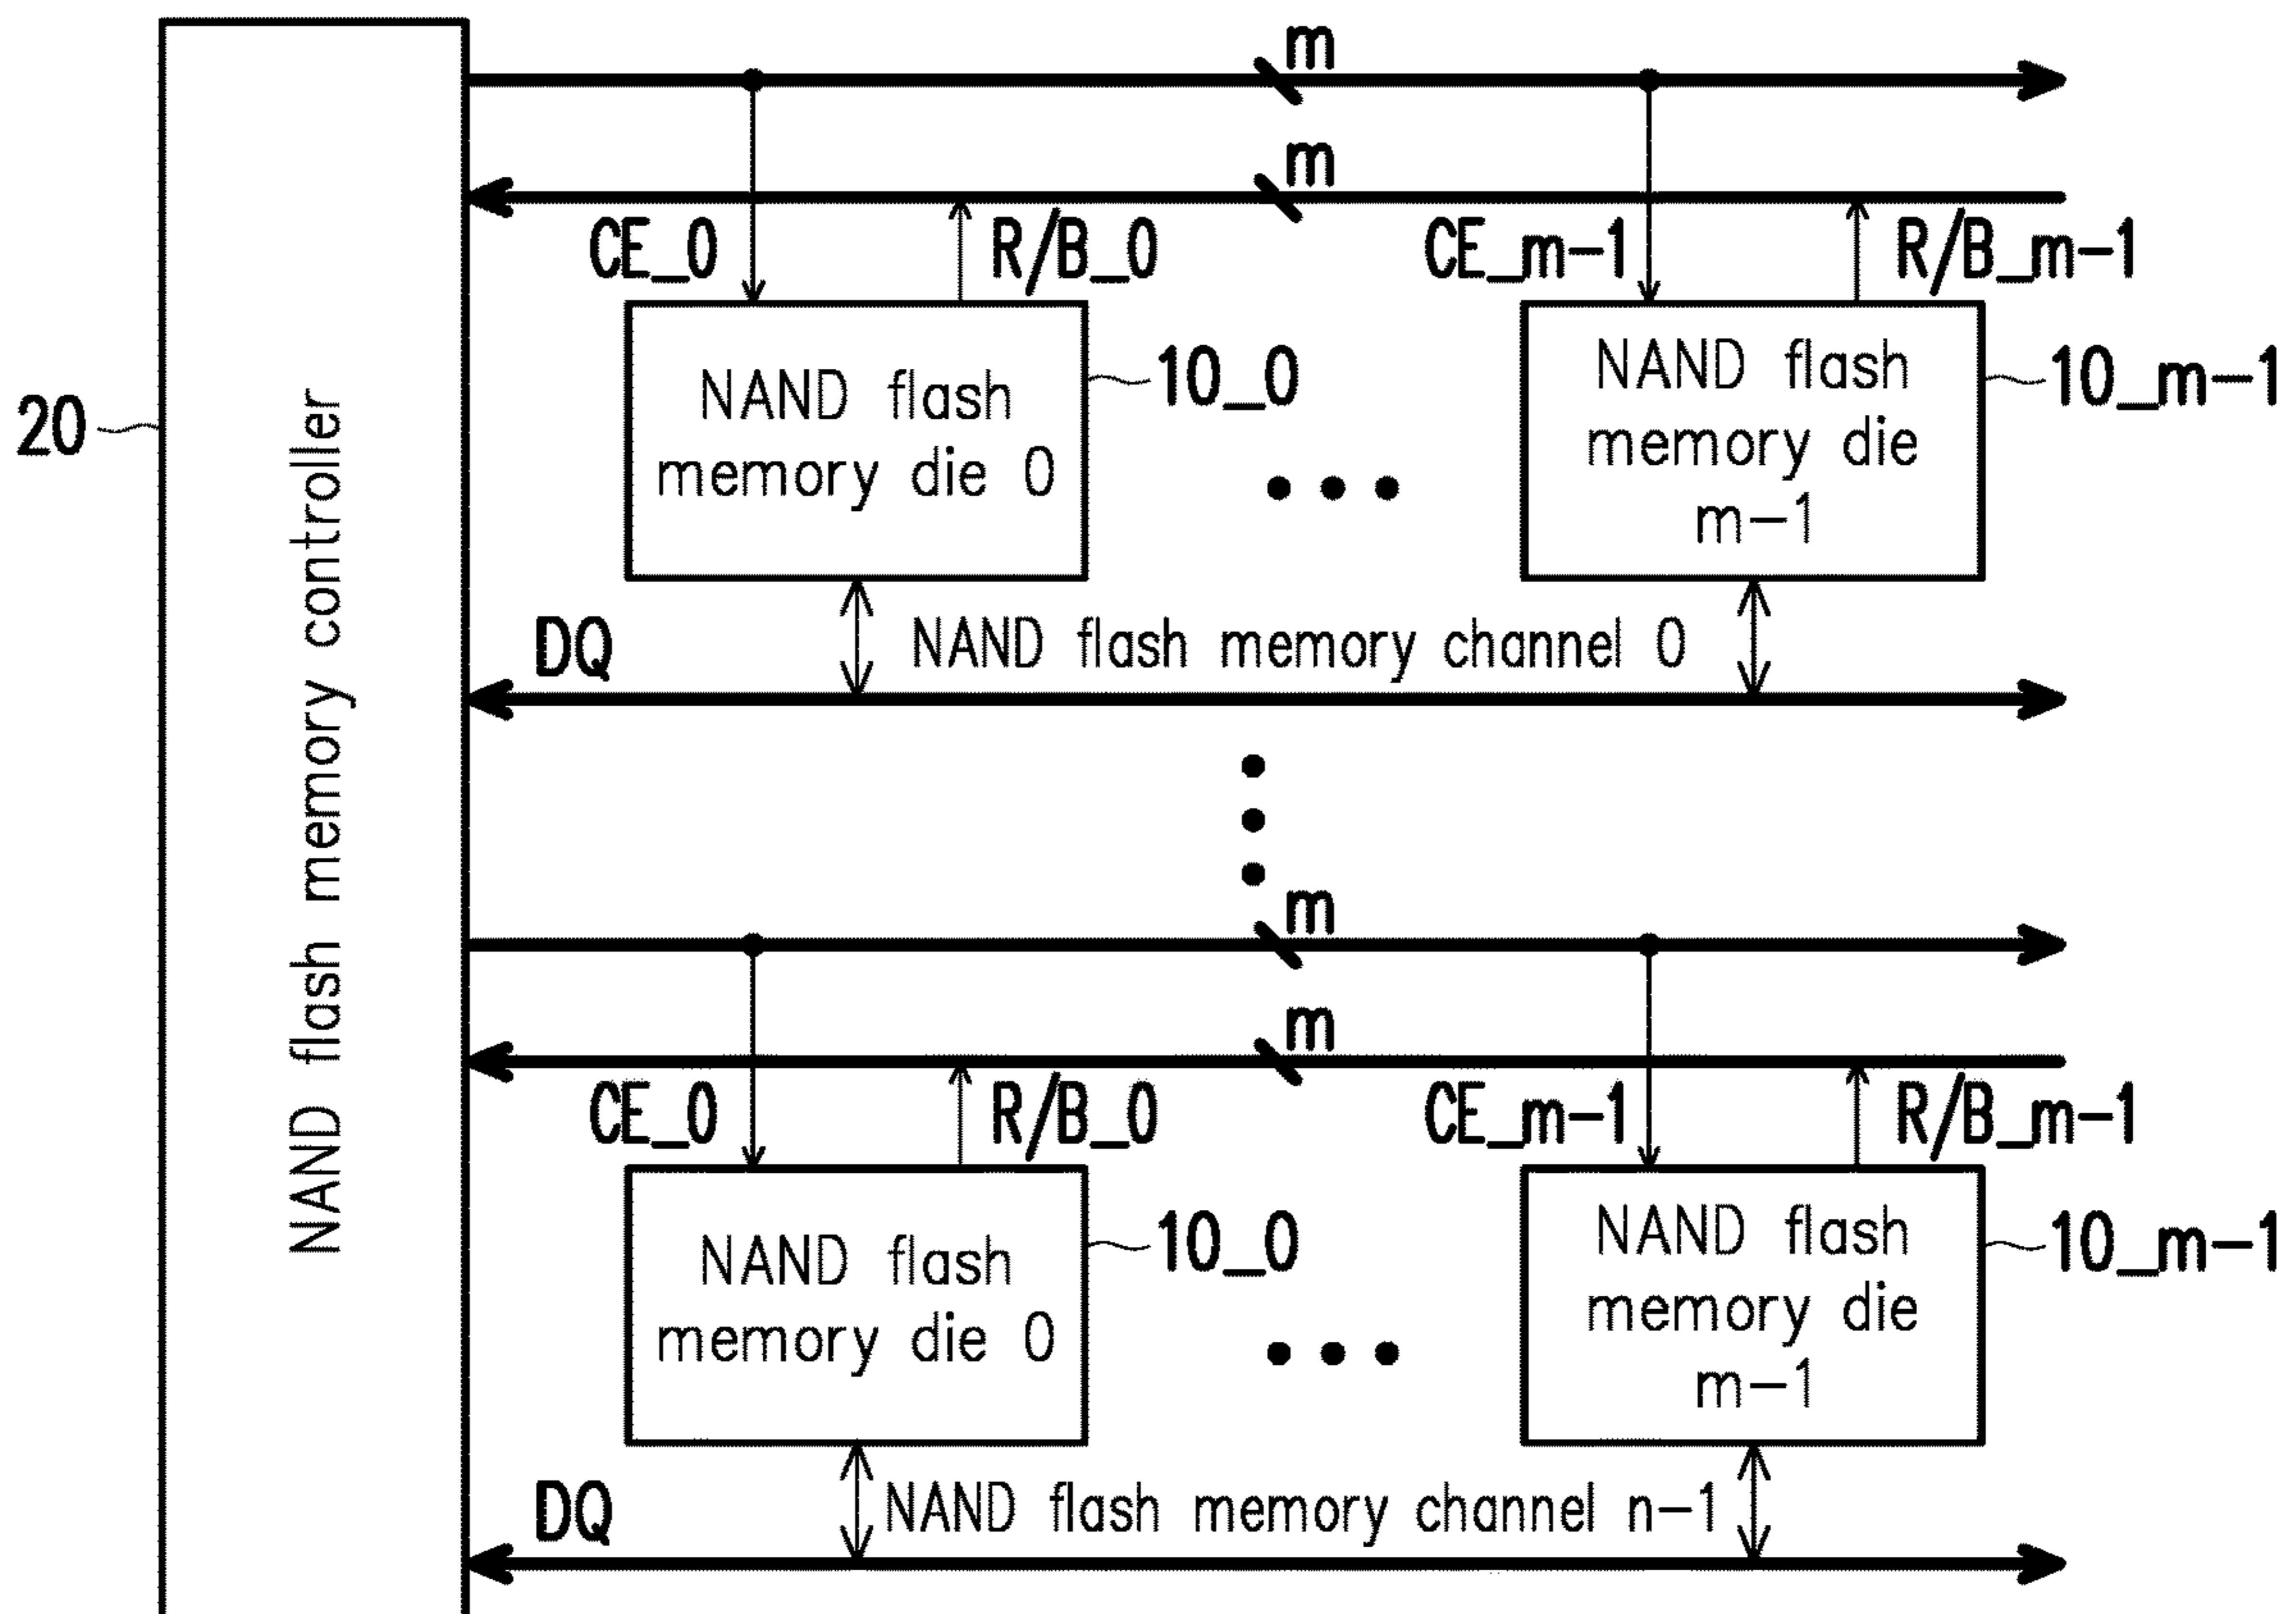 m
m
CE_0
R/B_0
CE_m-1
R/B_m-1
NAND flash
memory die 0
10_0
NAND flash
memory die
m-1
10_m-1
20
NAND flash memory controller
DQ
NAND flash memory channel 0
m
m
CE_0
R/B_0
CE_m-1
R/B_m-1
NAND flash
memory die 0
10_0
NAND flash
memory die
m-1
10_m-1
DQ
NAND flash memory channel n-1